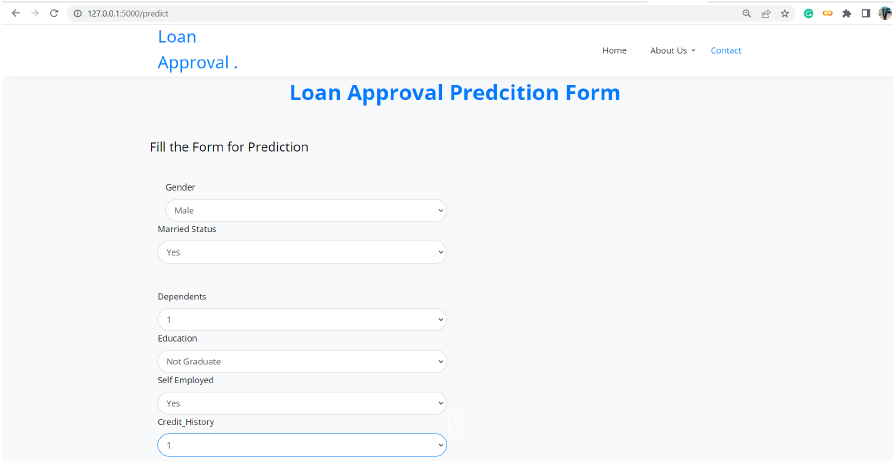 127.0.0.1:5000/predict
Loan
Approval .
Home About Us Contact
Loan Approval Predcition Form
Fill the Form for Prediction
Gender
Male
Married Status
Yes
Dependents
1
Education
Not Graduate
Self Employed
Yes
Credit_History
1